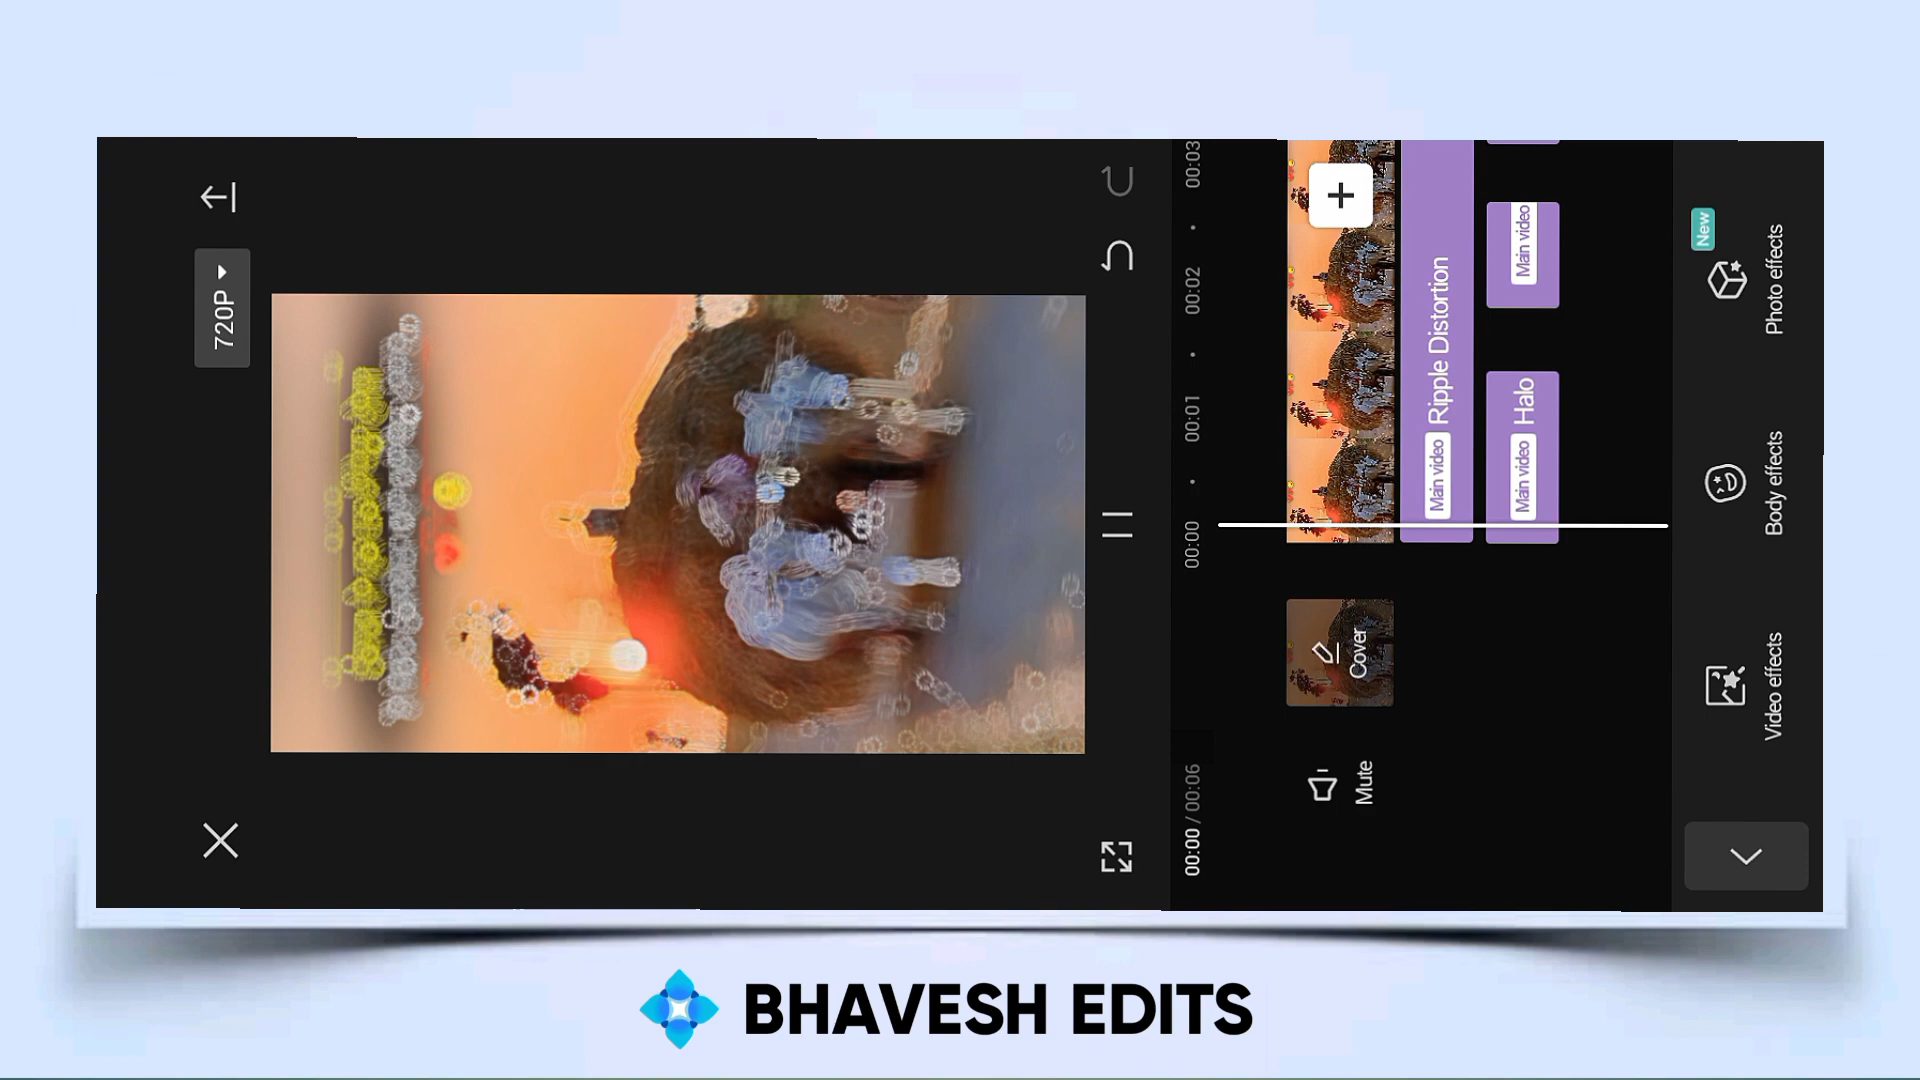 720P
00:00 / 00:06
00:00
00:01
00:02
00:03
Mute
Cover
Main video Ripple Distortion
Main video Halo
Main video
Video effects
Body effects
Photo effects
New
BHAVESH EDITS